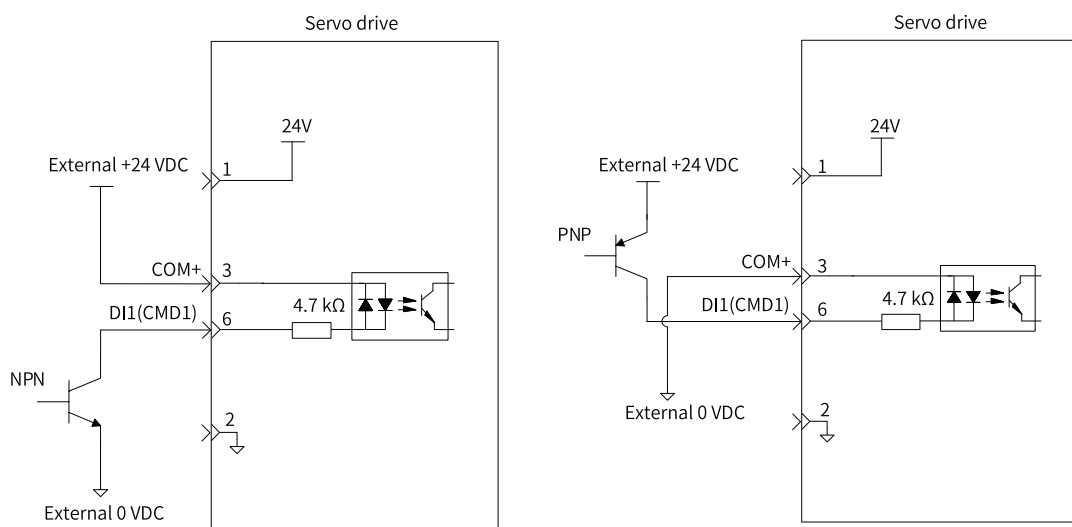 Servo drive
24V
External +24 VDC
1
COM+
3
4.7 kΩ
DI1(CMD1)
6
NPN
2
External 0 VDC
Servo drive
24V
External +24 VDC
1
PNP
COM+
3
4.7 kΩ
DI1(CMD1)
6
External 0 VDC
2